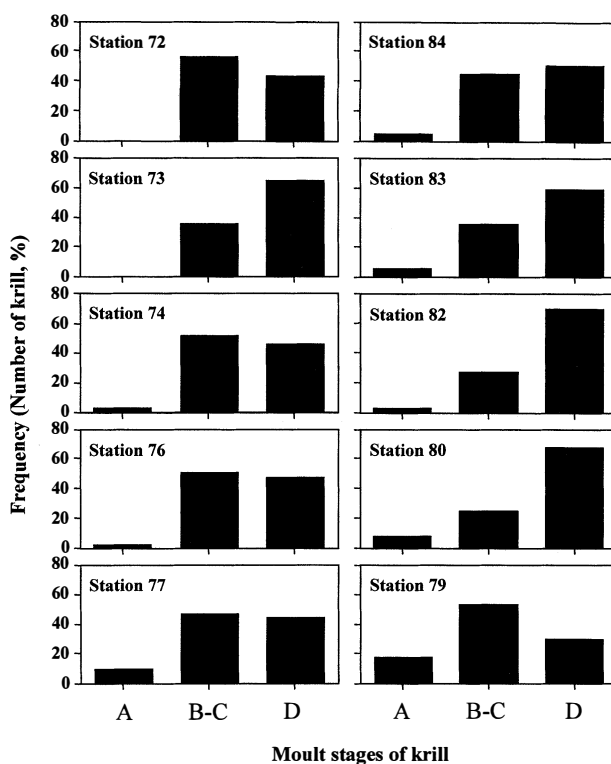 Frequency (Number of krill, %)
80
60
40
20
0
Station 72
Station 84
80
60
40
20
0
Station 73
Station 83
80
60
40
20
0
Station 74
Station 82
80
60
40
20
0
Station 76
Station 80
80
60
40
20
0
Station 77
Station 79
A B-C D
A B-C D
Moult stages of krill